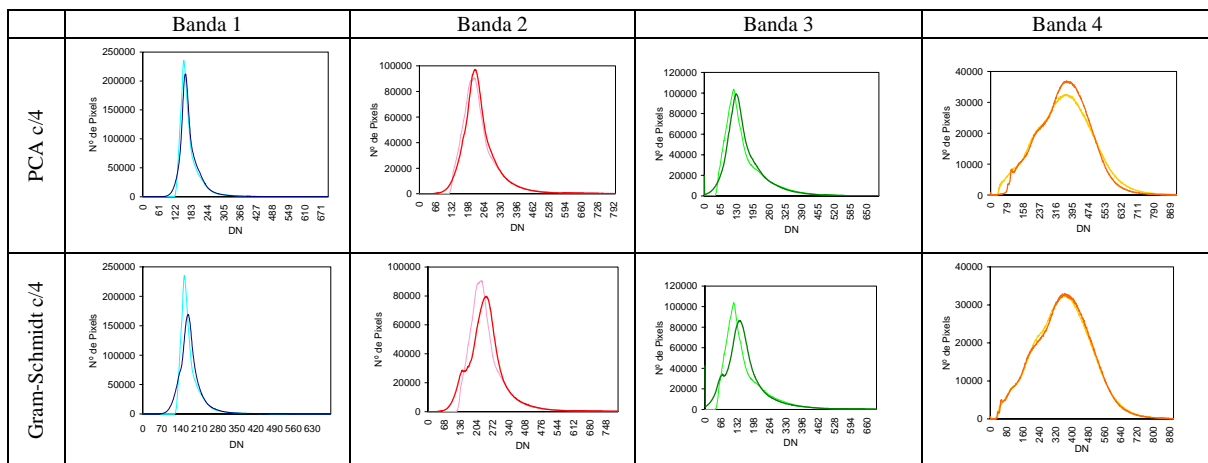 Banda 1
Banda 2
Banda 3
Banda 4
PCA c/4
250000
200000
150000
100000
50000
0
Nº de Pixels
0 61 122 183 244 305 366 427 488 549 610 671
DN
100000
80000
60000
40000
20000
0
Nº de Pixels
0 66 132 198 264 330 396 462 528 594 660 726 792
DN
120000
100000
80000
60000
40000
20000
0
Nº de Pixels
0 65 130 195 260 325 390 455 520 585 650
DN
40000
30000
20000
10000
0
Nº de Pixels
0 79 158 237 316 395 474 553 632 711 790 869
DN
Gram-Schmidt c/4
250000
200000
150000
100000
50000
0
Nº de Pixels
0 70 140 210 280 350 420 490 560 630
DN
100000
80000
60000
40000
20000
0
Nº de Pixels
0 68 136 204 272 340 408 476 544 612 680 748
DN
120000
100000
80000
60000
40000
20000
0
Nº de Pixels
0 66 132 198 264 330 396 462 528 594 660
DN
40000
30000
20000
10000
0
Nº de Pixels
0 80 160 240 320 400 480 560 640 720 800 880
DN